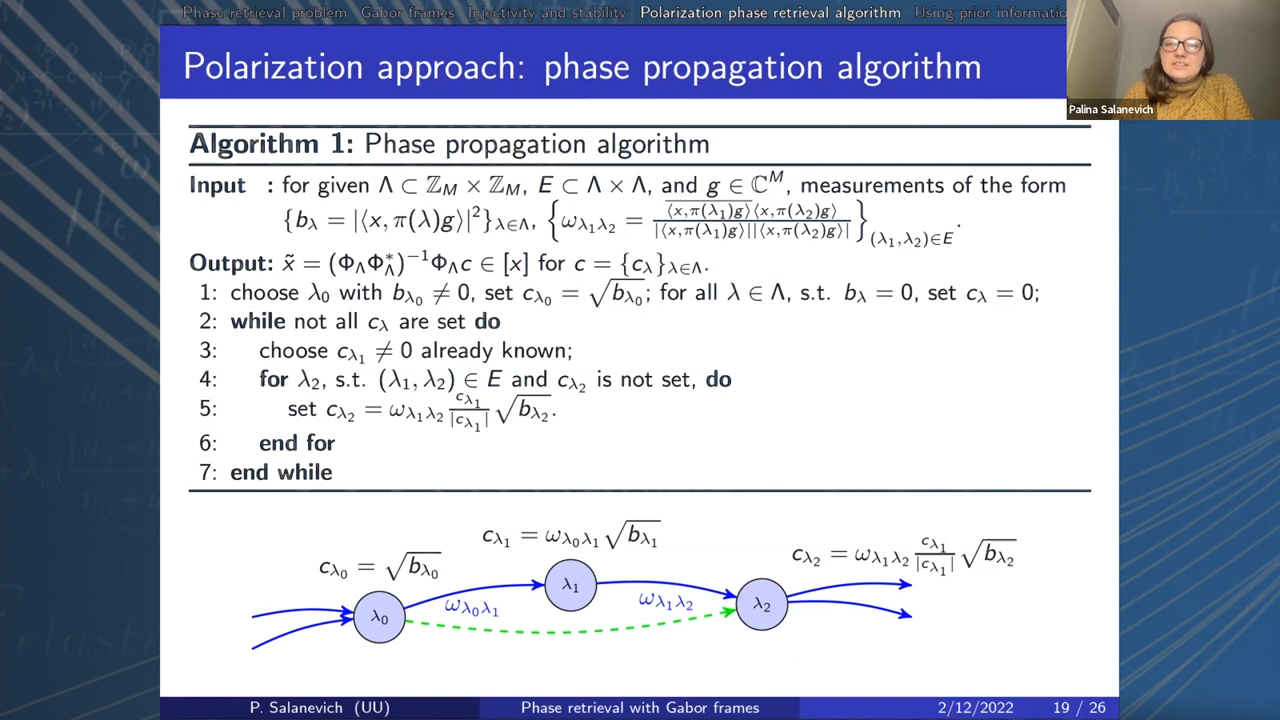 Phase retrieval problem Gabor frames Injectivity and stability Polarization phase retrieval algorithm Using prior informatio
Polarization approach: phase propagation algorithm
Palina Salanevich
Algorithm 1: Phase propagation algorithm
Input : for given Λ ⊂ ℤ_M × ℤ_M, E ⊂ Λ × Λ, and g ∈ ℂ^M, measurements of the form
{b_λ = |⟨x, π(λ)g⟩|²}_{λ∈Λ}, {ω_{λ₁λ₂} = \frac{\overline{⟨x,π(λ₁)g⟩}⟨x,π(λ₂)g⟩}{|⟨x,π(λ₁)g⟩||⟨x,π(λ₂)g⟩|}}_{(λ₁,λ₂)∈E}.
Output: x̃ = (Φ_Λ Φ*_Λ)^{-1} Φ_Λ c ∈ [x] for c = {c_λ}_{λ∈Λ}.
1: choose λ₀ with b_{λ₀} ≠ 0, set c_{λ₀} = √b_{λ₀}; for all λ ∈ Λ, s.t. b_λ = 0, set c_λ = 0;
2: while not all c_λ are set do
3: choose c_{λ₁} ≠ 0 already known;
4: for λ₂, s.t. (λ₁, λ₂) ∈ E and c_{λ₂} is not set, do
5: set c_{λ₂} = ω_{λ₁λ₂} \frac{c_{λ₁}}{|c_{λ₁}|} √b_{λ₂}.
6: end for
7: end while
c_{λ₀} = √b_{λ₀}
c_{λ₁} = ω_{λ₀λ₁} √b_{λ₁}
c_{λ₂} = ω_{λ₁λ₂} \frac{c_{λ₁}}{|c_{λ₁}|} √b_{λ₂}
λ₀
ω_{λ₀λ₁}
λ₁
ω_{λ₁λ₂}
λ₂
P. Salanevich (UU) Phase retrieval with Gabor frames 2/12/2022 19 / 26